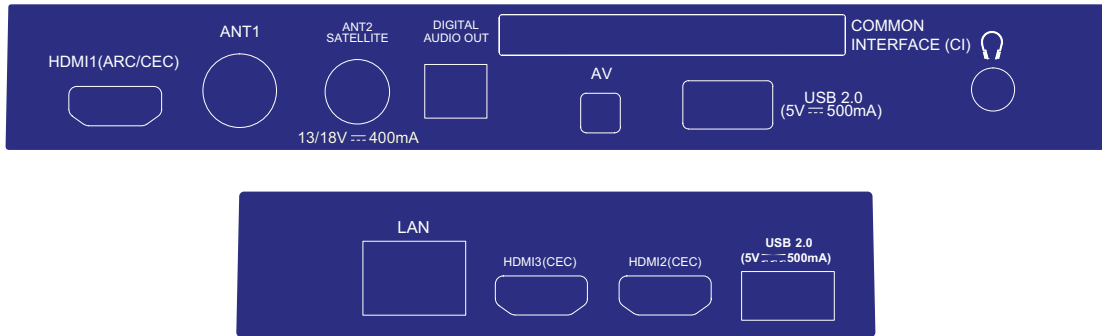 HDMI1(ARC/CEC)
ANT1
ANT2
SATELLITE
13/18V ⎓ 400mA
DIGITAL
AUDIO OUT
COMMON
INTERFACE (CI)
AV
USB 2.0
(5V ⎓ 500mA)
LAN
HDMI3(CEC)
HDMI2(CEC)
USB 2.0
(5V ⎓ 500mA)